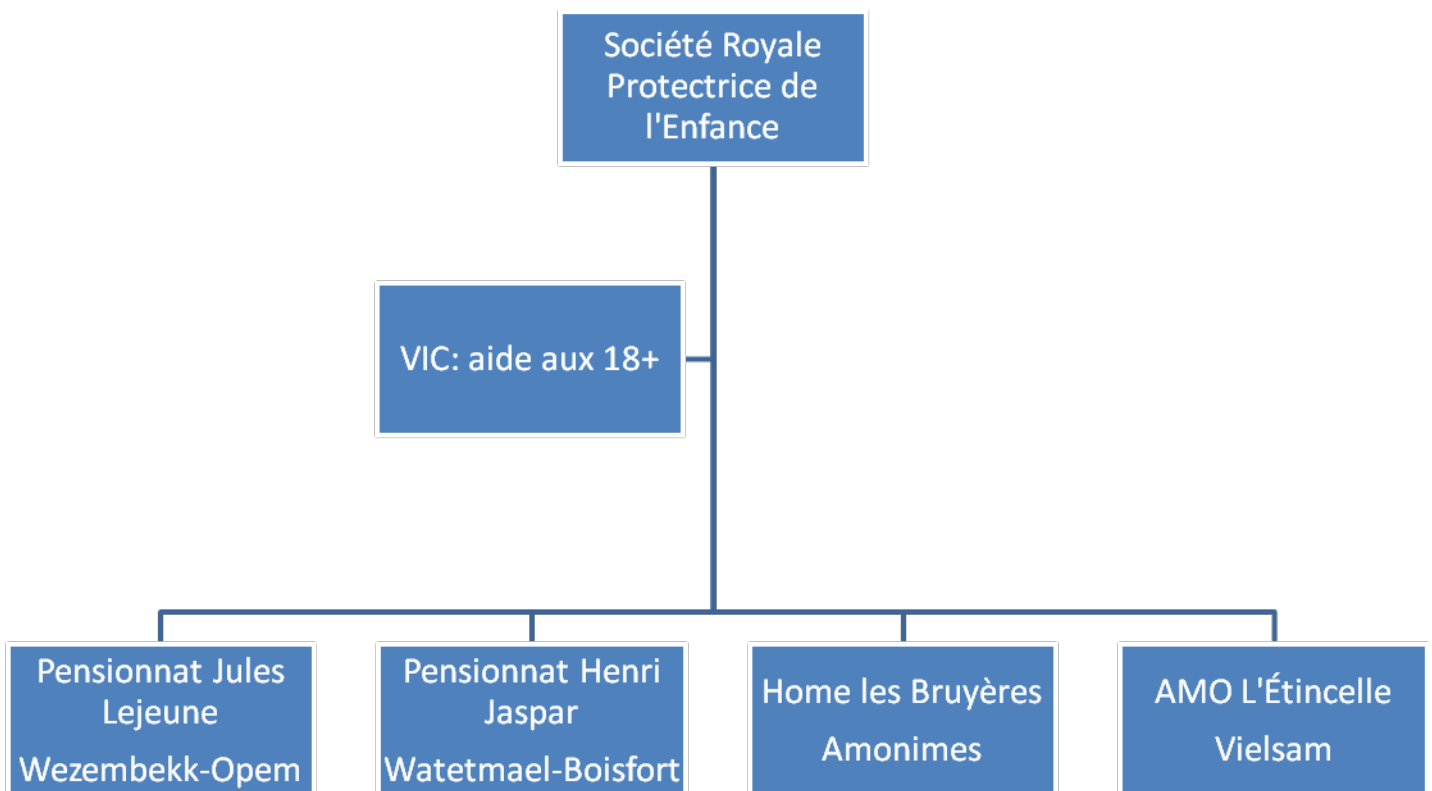 Société Royale
Protectrice de
l'Enfance
VIC: aide aux 18+
Pensionnat Jules
Lejeune
Wezembekk-Opem
Pensionnat Henri
Jaspar
Watetmael-Boisfort
Home les Bruyères
Amonimes
AMO L'Étincelle
Vielsam